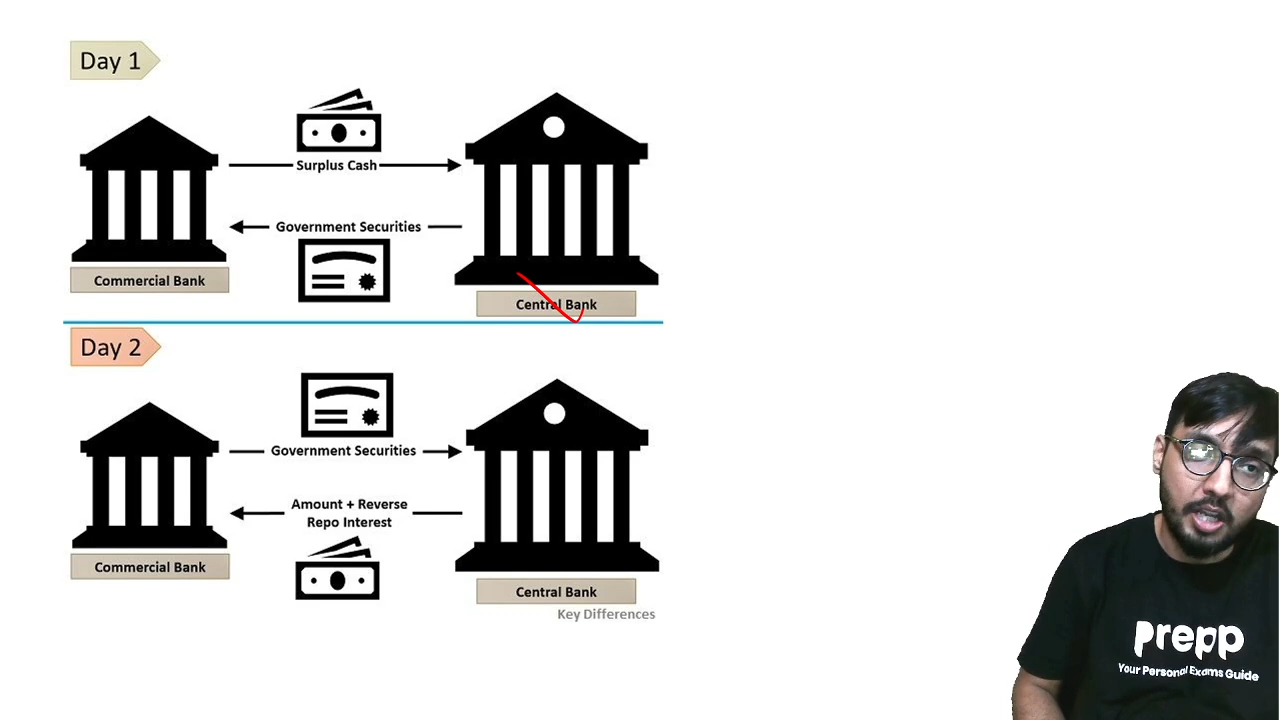 Day 1
Surplus Cash
Government Securities
Commercial Bank
Central Bank
Day 2
Government Securities
Amount + Reverse
Repo Interest
Commercial Bank
Central Bank
Key Differences
prepp
Your Personal Exams Guide